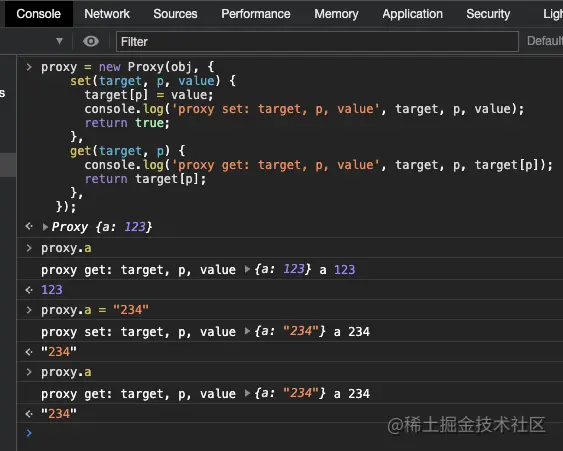 Console Sources Performance Memory Application Security Ligh
▼ Filter Default
s
> proxy = new Proxy(obj, {
set(target, p, value) {
target[p] = value;
console.log('proxy set: target, p, value', target, p, value);
return true;
},
get(target, p) {
console.log('proxy get: target, p, value', target, p, target[p]);
return target[p];
},
});
<· ▶Proxy {a: 123}
> proxy.a
proxy get: target, p, value ▶{a: 123} a 123
<· 123
> proxy.a = "234"
proxy set: target, p, value ▶{a: "234"} a 234
<· "234"
> proxy.a
proxy get: target, p, value ▶{a: "234"} a 234
<· "234"
>
@稀土掘金技术社区